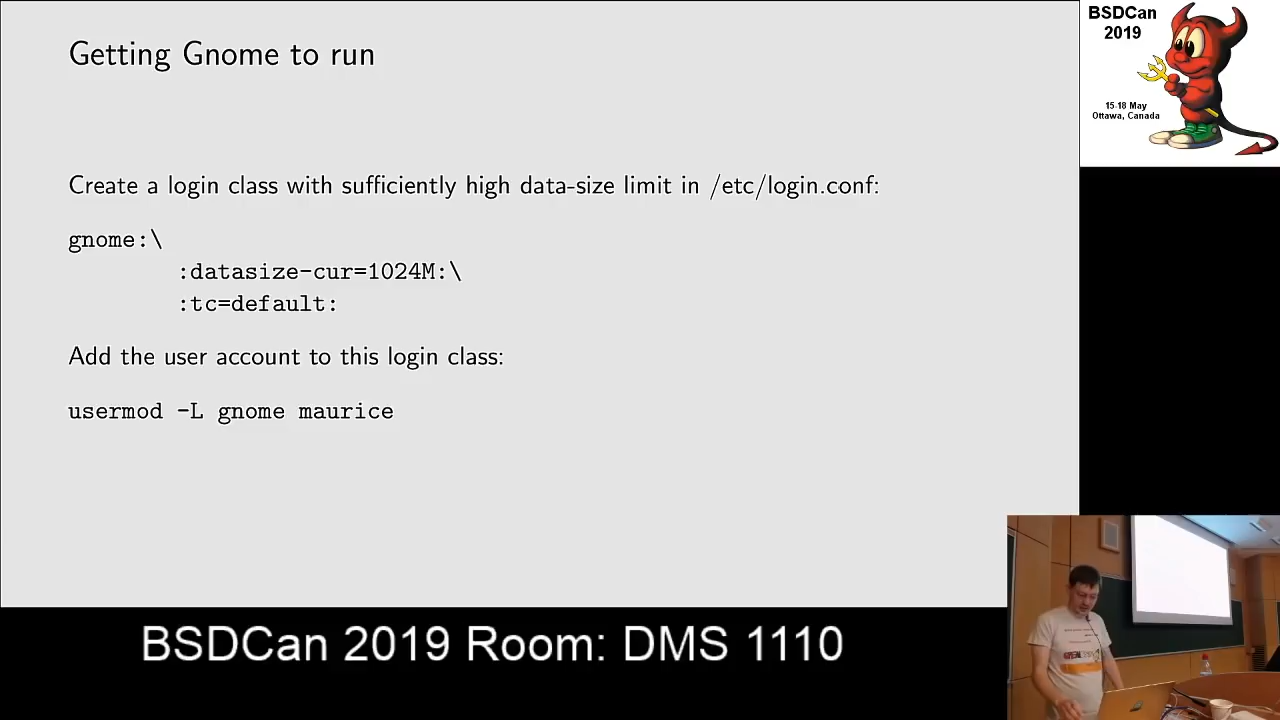 Getting Gnome to run
Create a login class with sufficiently high data-size limit in /etc/login.conf:
gnome:\
:datasize-cur=1024M:\
:tc=default:
Add the user account to this login class:
usermod -L gnome maurice
BSDCan
2019
15-18 May
Ottawa, Canada
BSDCan 2019 Room: DMS 1110